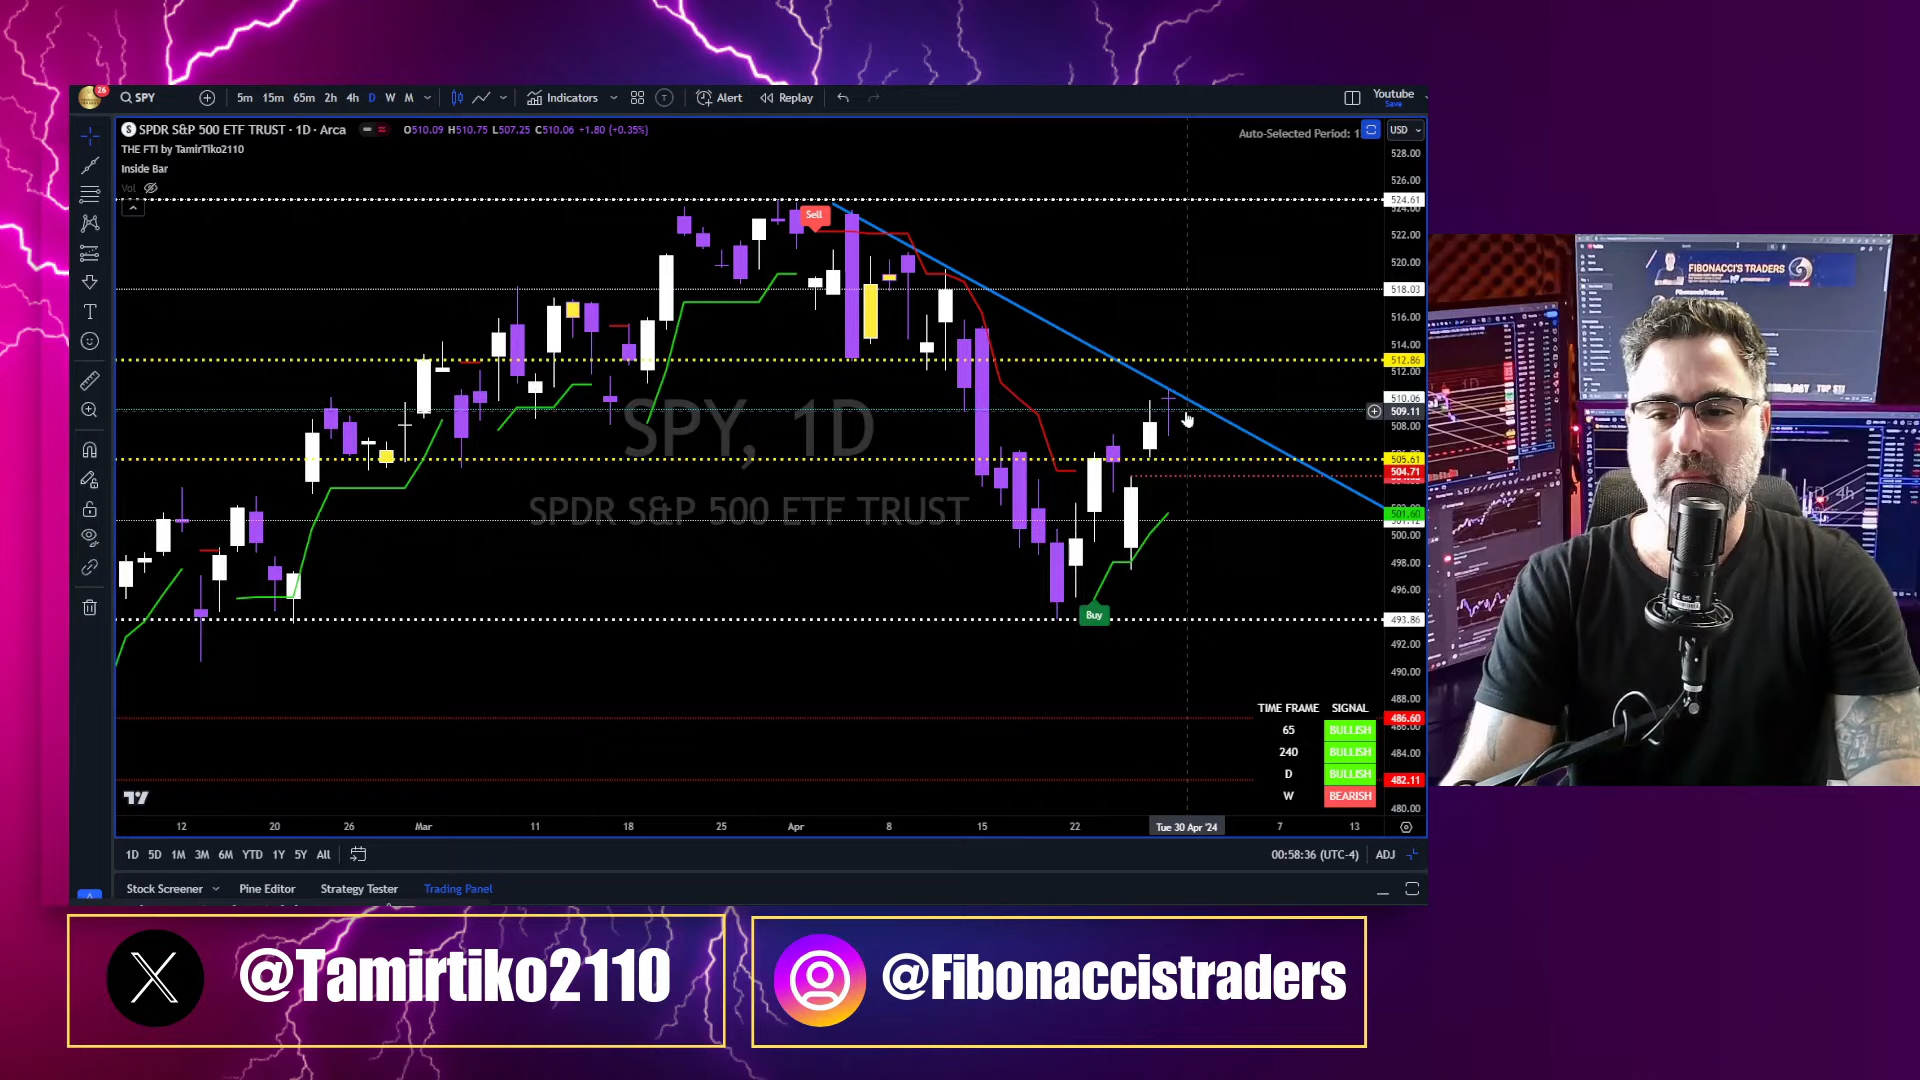 26
SPY
5m 15m 65m 2h 4h D W M
Indicators
T
Alert
Replay
Youtube
Save
S SPDR S&P 500 ETF TRUST · 1D · Arca
O510.09 H510.75 L507.25 C510.06 +1.80 (+0.35%)
Auto-Selected Period: 1
USD
THE FTI by TamirTiko2110
Inside Bar
Vol
528.00
526.00
524.61
524.00
522.00
520.00
518.03
516.00
514.00
512.86
512.00
510.06
509.11
508.00
505.61
504.71
501.60
500.00
498.00
496.00
493.86
492.00
490.00
488.00
486.60
486.00
484.00
482.11
480.00
Sell
Buy
SPY, 1D
SPDR S&P 500 ETF TRUST
TIME FRAME SIGNAL
65 BULLISH
240 BULLISH
D BULLISH
W BEARISH
12 20 26 Mar 11 18 25 Apr 8 15 22 Tue 30 Apr '24 7 13
1D 5D 1M 3M 6M YTD 1Y 5Y All
00:58:36 (UTC-4) ADJ
Stock Screener Pine Editor Strategy Tester Trading Panel
FIBONACCI'S TRADERS
@Tamirtiko2110
@Fibonaccistraders